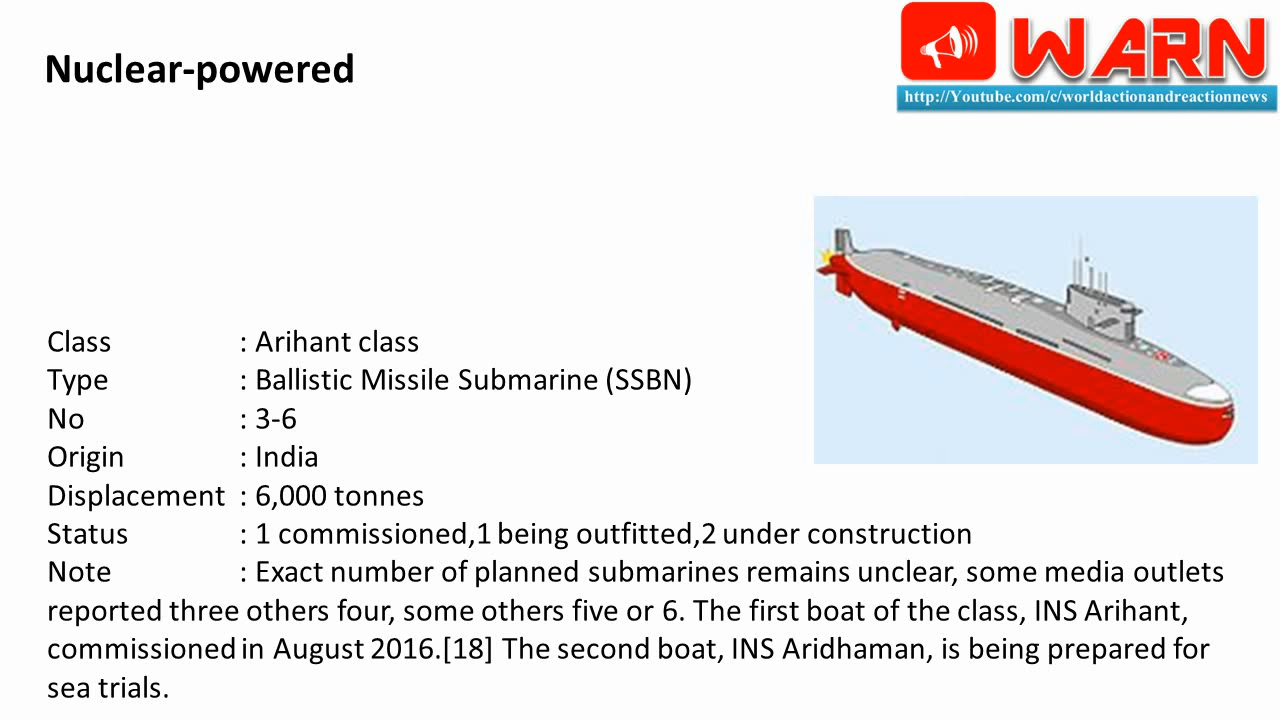 Nuclear-powered
WARN
http://Youtube.com/c/worldactionandreactionnews
Class : Arihant class
Type : Ballistic Missile Submarine (SSBN)
No : 3-6
Origin : India
Displacement : 6,000 tonnes
Status : 1 commissioned,1 being outfitted,2 under construction
Note : Exact number of planned submarines remains unclear, some media outlets
reported three others four, some others five or 6. The first boat of the class, INS Arihant,
commissioned in August 2016.[18] The second boat, INS Aridhaman, is being prepared for
sea trials.